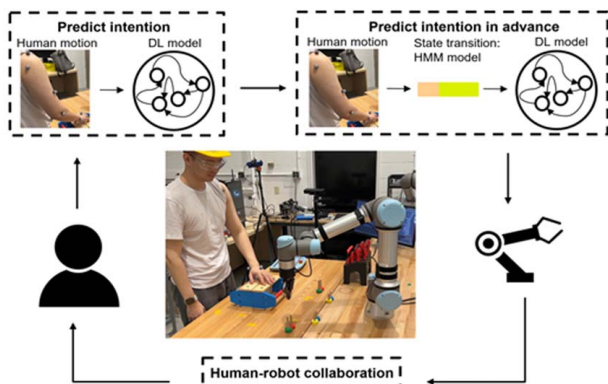 Predict intention
Human motion
DL model
Predict intention in advance
Human motion
State transition:
HMM model
DL model
Human-robot collaboration